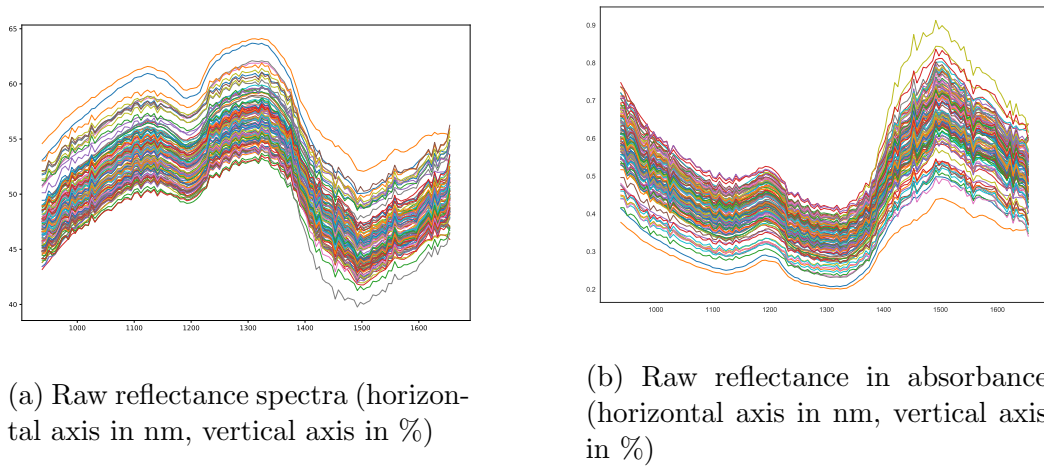 65
60
55
50
45
40
1000 1100 1200 1300 1400 1500 1600
(a) Raw reflectance spectra (horizon-
tal axis in nm, vertical axis in %)
0.9
0.8
0.7
0.6
0.5
0.4
0.3
0.2
1000 1100 1200 1300 1400 1500 1600
(b) Raw reflectance in absorbance
(horizontal axis in nm, vertical axis
in %)